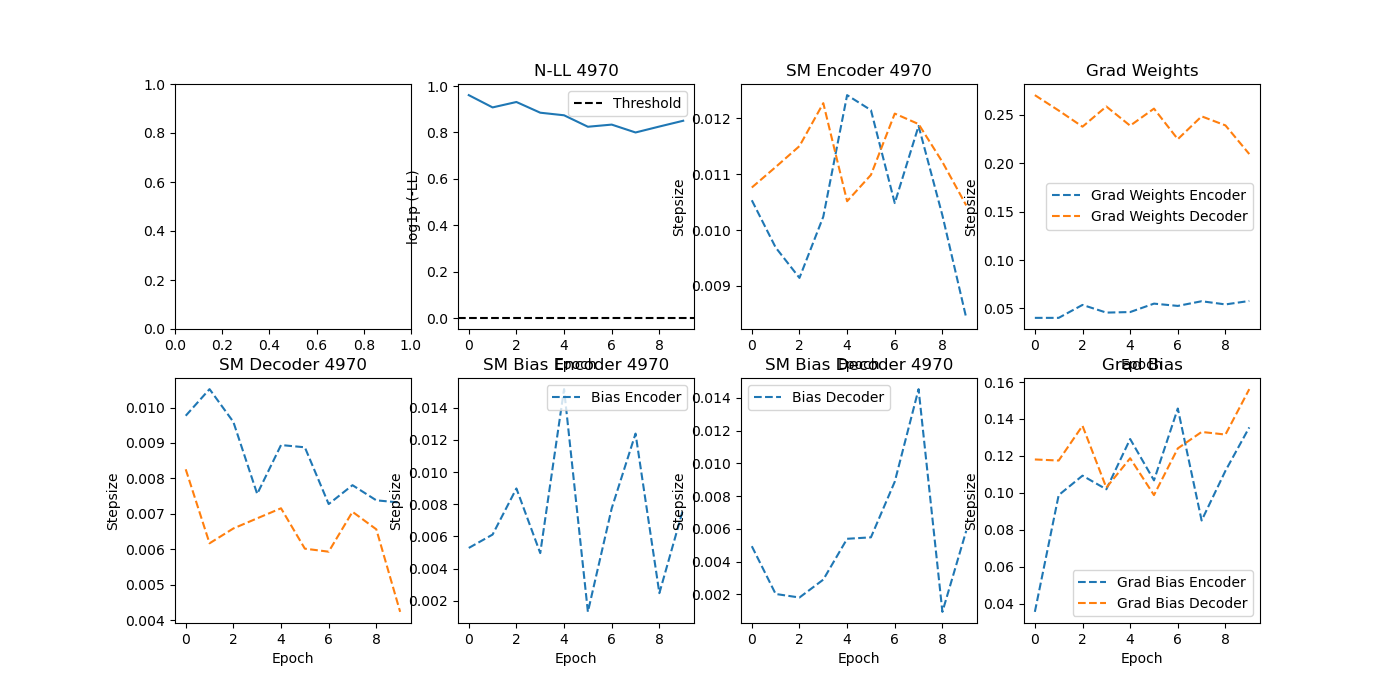 1.0
0.8
0.6
0.4
0.2
0.0
0.0 0.2 0.4 0.6 0.8 1.0
N-LL 4970
log1p (-LL)
1.0
0.8
0.6
0.4
0.2
0.0
Threshold
0 2 4 6 8
Epoch
SM Encoder 4970
Stepsize
0.012
0.011
0.010
0.009
0 2 4 6 8
Epoch
Grad Weights
Stepsize
0.25
0.20
0.15
0.10
0.05
Grad Weights Encoder
Grad Weights Decoder
0 2 4 6 8
Epoch
SM Decoder 4970
Stepsize
0.010
0.009
0.008
0.007
0.006
0.005
0.004
0 2 4 6 8
Epoch
SM Bias Encoder 4970
Stepsize
0.014
0.012
0.010
0.008
0.006
0.004
0.002
Bias Encoder
0 2 4 6 8
Epoch
SM Bias Decoder 4970
Stepsize
0.014
0.012
0.010
0.008
0.006
0.004
0.002
Bias Decoder
0 2 4 6 8
Epoch
Grad Bias
Stepsize
0.16
0.14
0.12
0.10
0.08
0.06
0.04
Grad Bias Encoder
Grad Bias Decoder
0 2 4 6 8
Epoch